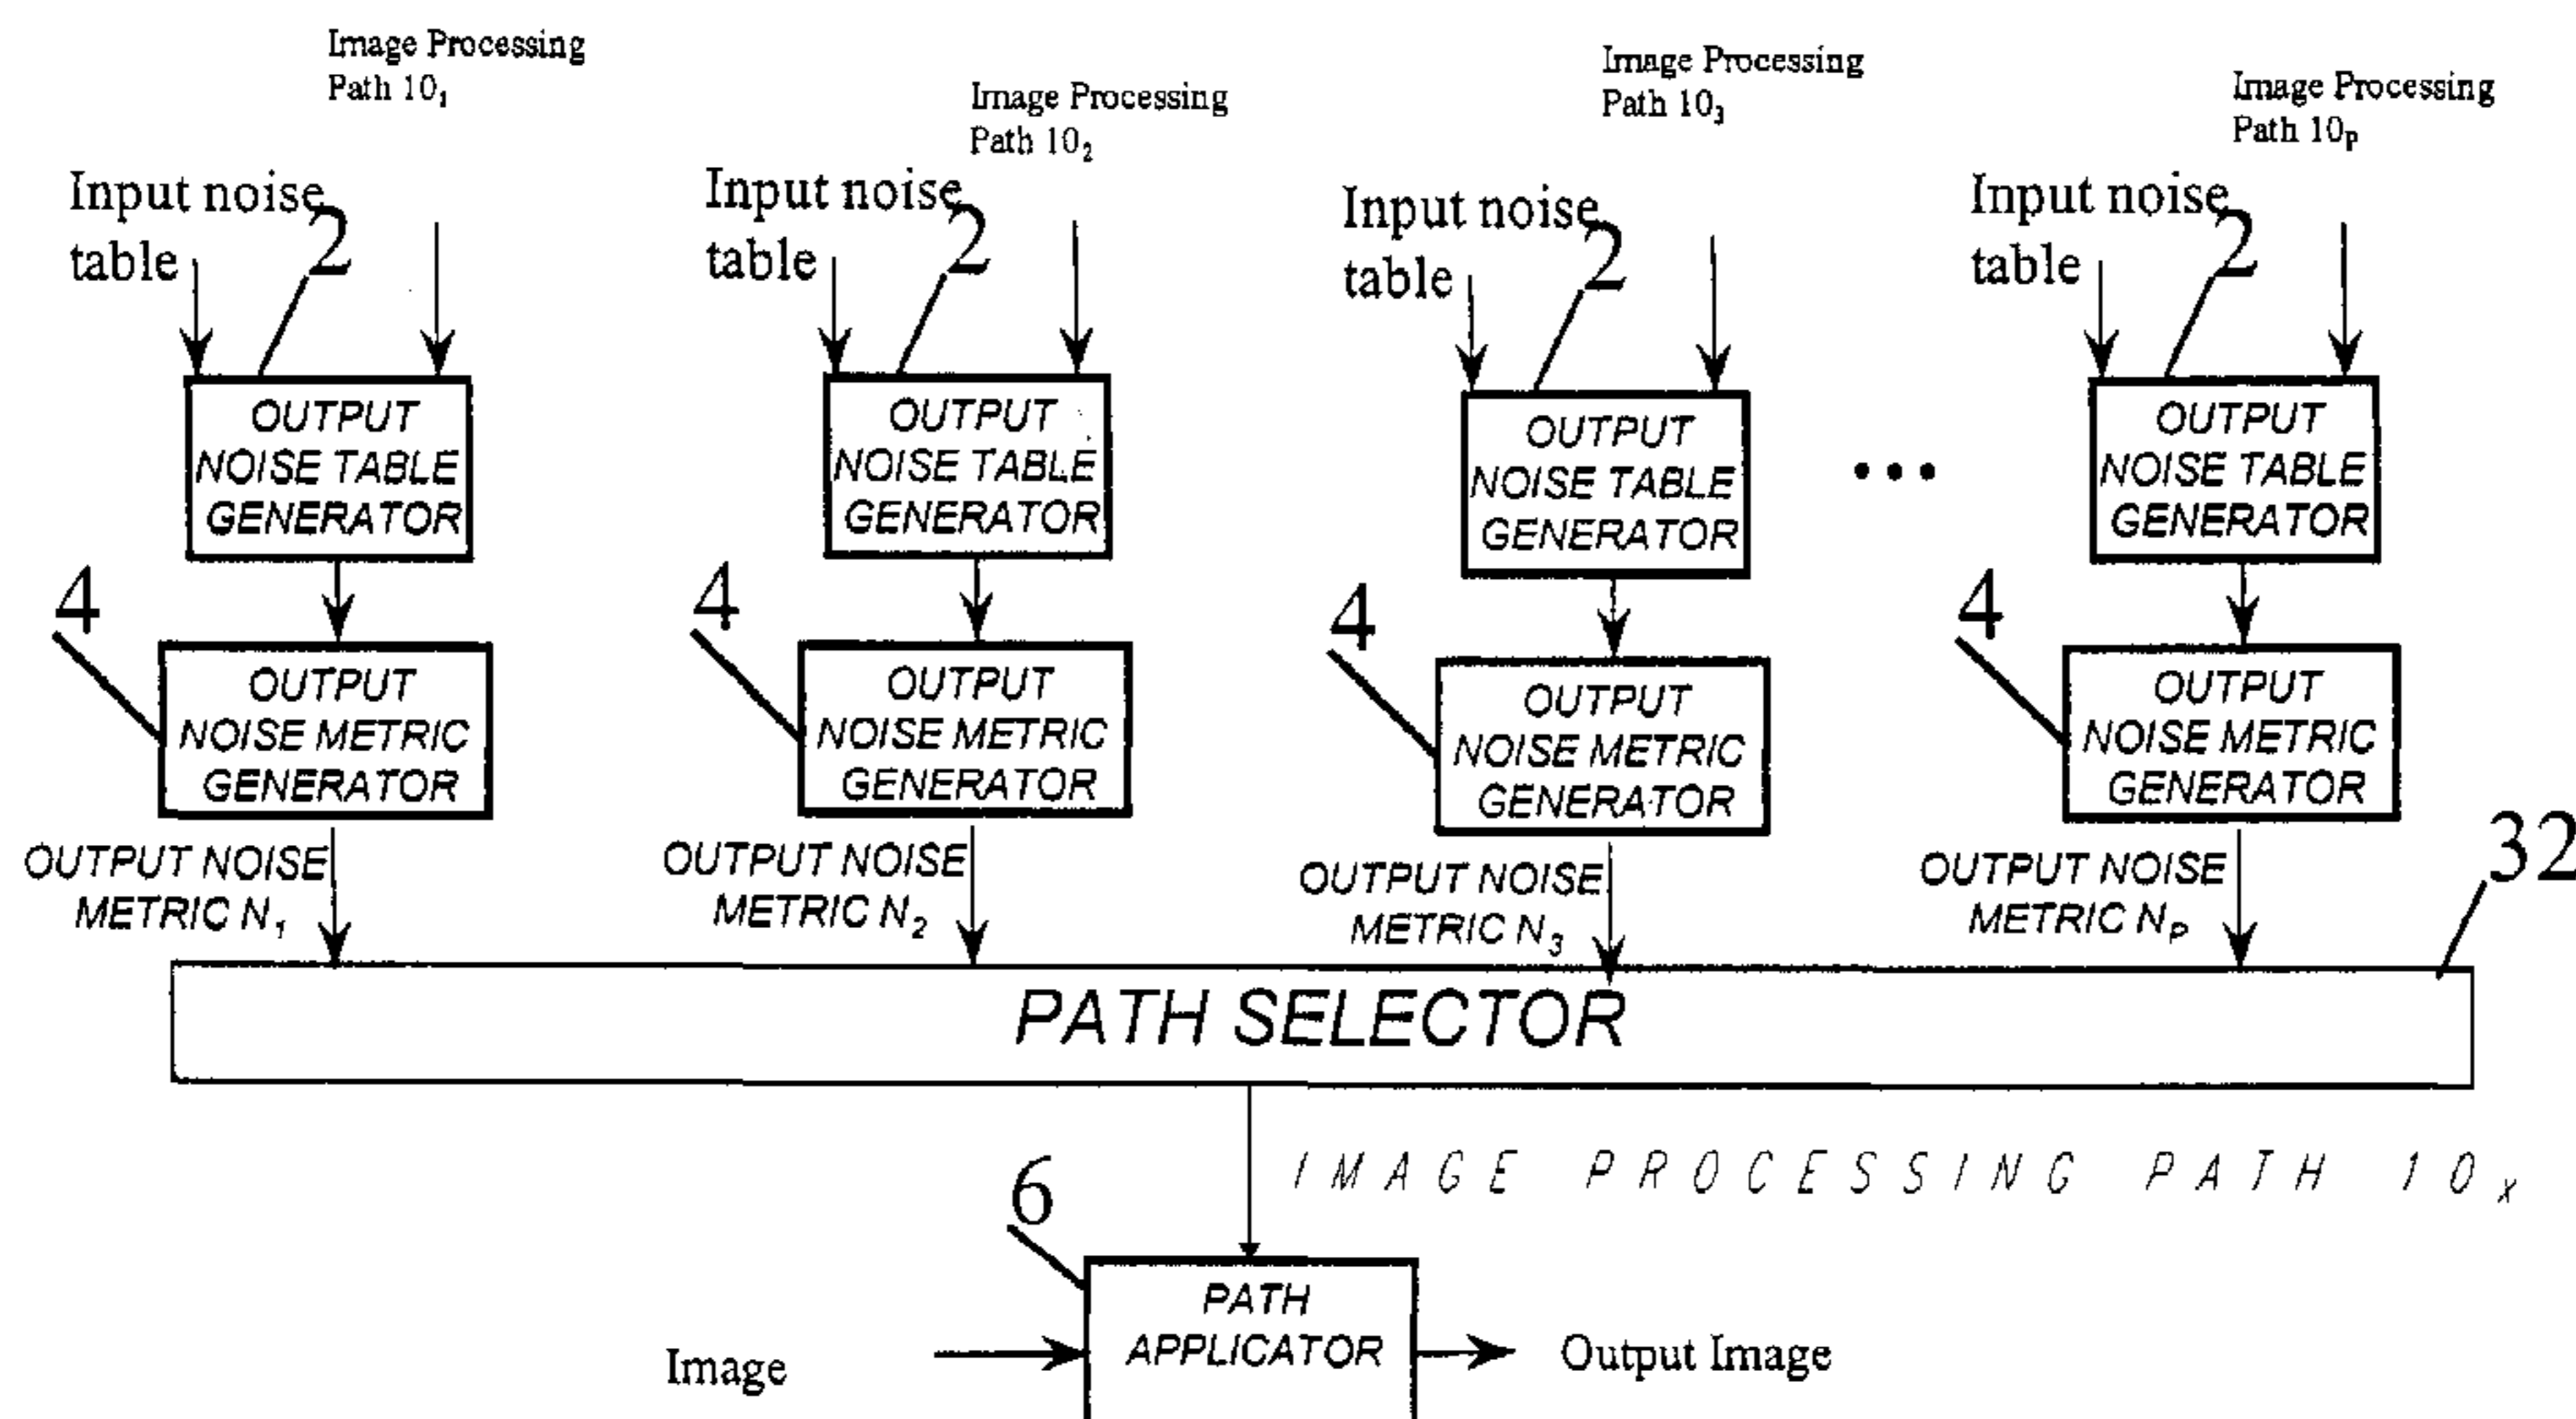 Image Processing
Path 10₁
Image Processing
Path 10₂
Image Processing
Path 10₃
Image Processing
Path 10ₚ
Input noise
table
2
Input noise
table
2
Input noise
table
2
Input noise
table
2
OUTPUT
NOISE TABLE
GENERATOR
OUTPUT
NOISE TABLE
GENERATOR
OUTPUT
NOISE TABLE
GENERATOR
•••
OUTPUT
NOISE TABLE
GENERATOR
4
OUTPUT
NOISE METRIC
GENERATOR
4
OUTPUT
NOISE METRIC
GENERATOR
4
OUTPUT
NOISE METRIC
GENERATOR
4
OUTPUT
NOISE METRIC
GENERATOR
OUTPUT NOISE
METRIC N₁
OUTPUT NOISE
METRIC N₂
OUTPUT NOISE
METRIC N₃
OUTPUT NOISE
METRIC Nₚ
32
PATH SELECTOR
IMAGE PROCESSING PATH 10ₓ
6
PATH
APPLICATOR
Image
Output Image